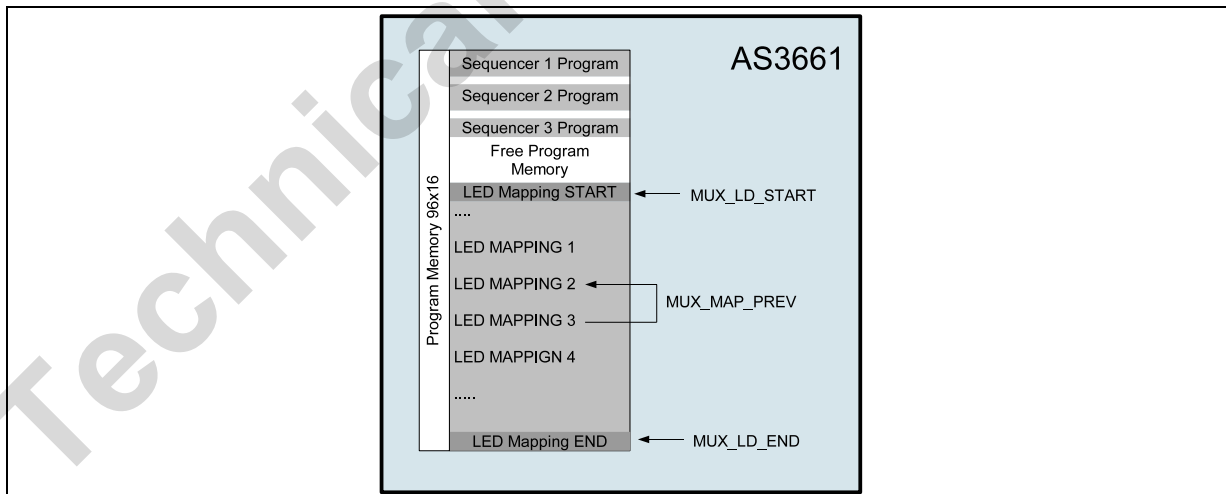 AS3661
Program Memory 96x16
Sequencer 1 Program
Sequencer 2 Program
Sequencer 3 Program
Free Program
Memory
LED Mapping START
MUX_LD_START
....
LED MAPPING 1
LED MAPPING 2
MUX_MAP_PREV
LED MAPPING 3
LED MAPPIGN 4
.....
LED Mapping END
MUX_LD_END
Technical